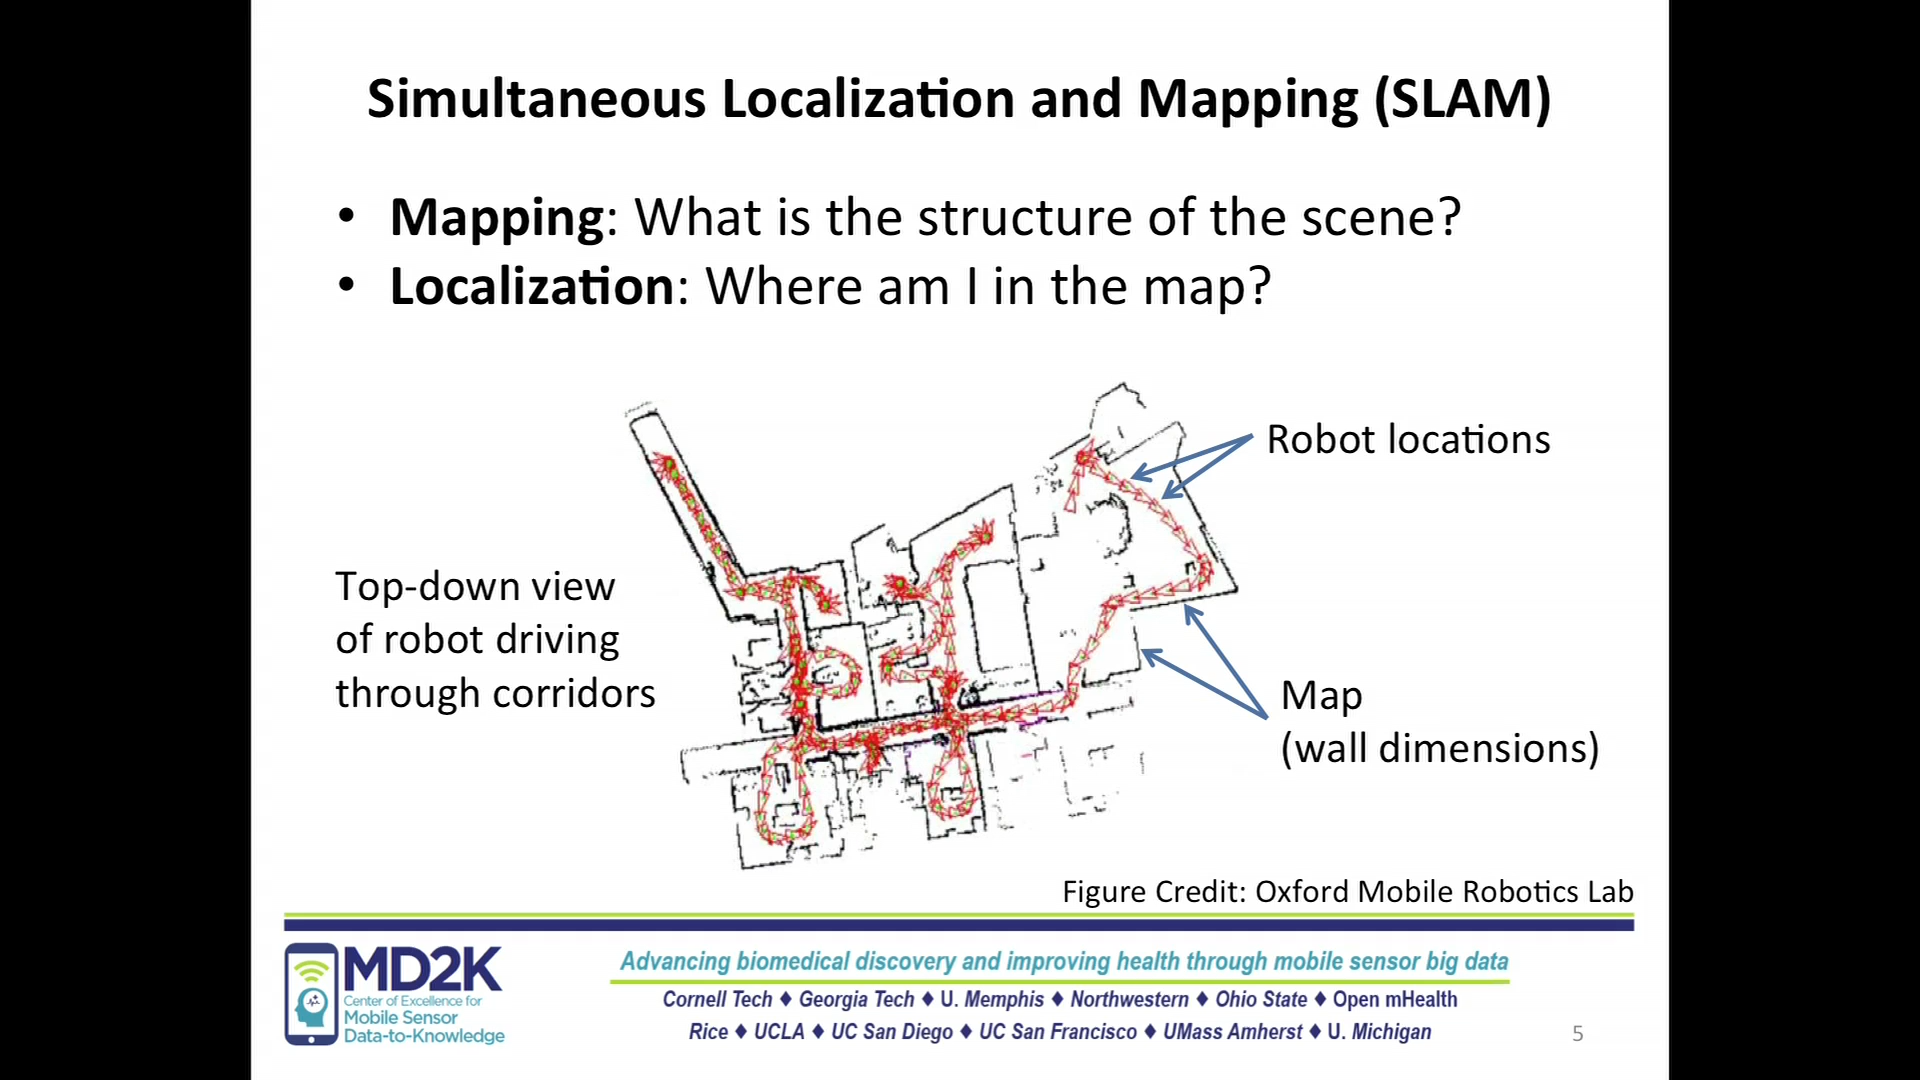 Simultaneous Localization and Mapping (SLAM)
• Mapping: What is the structure of the scene?
• Localization: Where am I in the map?
Robot locations
Top-down view
of robot driving
through corridors
Map
(wall dimensions)
Figure Credit: Oxford Mobile Robotics Lab
MD2K
Center of Excellence for
Mobile Sensor
Data-to-Knowledge
Advancing biomedical discovery and improving health through mobile sensor big data
Cornell Tech ♦ Georgia Tech ♦ U. Memphis ♦ Northwestern ♦ Ohio State ♦ Open mHealth
Rice ♦ UCLA ♦ UC San Diego ♦ UC San Francisco ♦ UMass Amherst ♦ U. Michigan
5